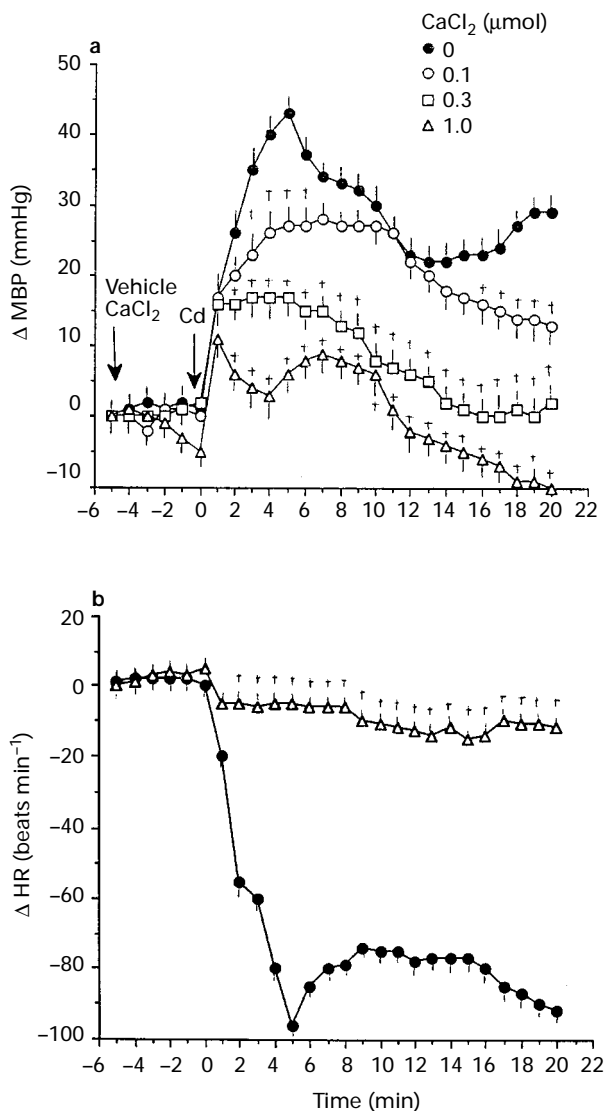 a
CaCl₂ (μmol)
0
0.1
0.3
1.0
50
40
30
20
10
0
−10
Δ MBP (mmHg)
Vehicle
CaCl₂
Cd
−6 −4 −2 0 2 4 6 8 10 12 14 16 18 20 22
b
20
0
−20
−40
−60
−80
−100
Δ HR (beats min⁻¹)
−6 −4 −2 0 2 4 6 8 10 12 14 16 18 20 22
Time (min)